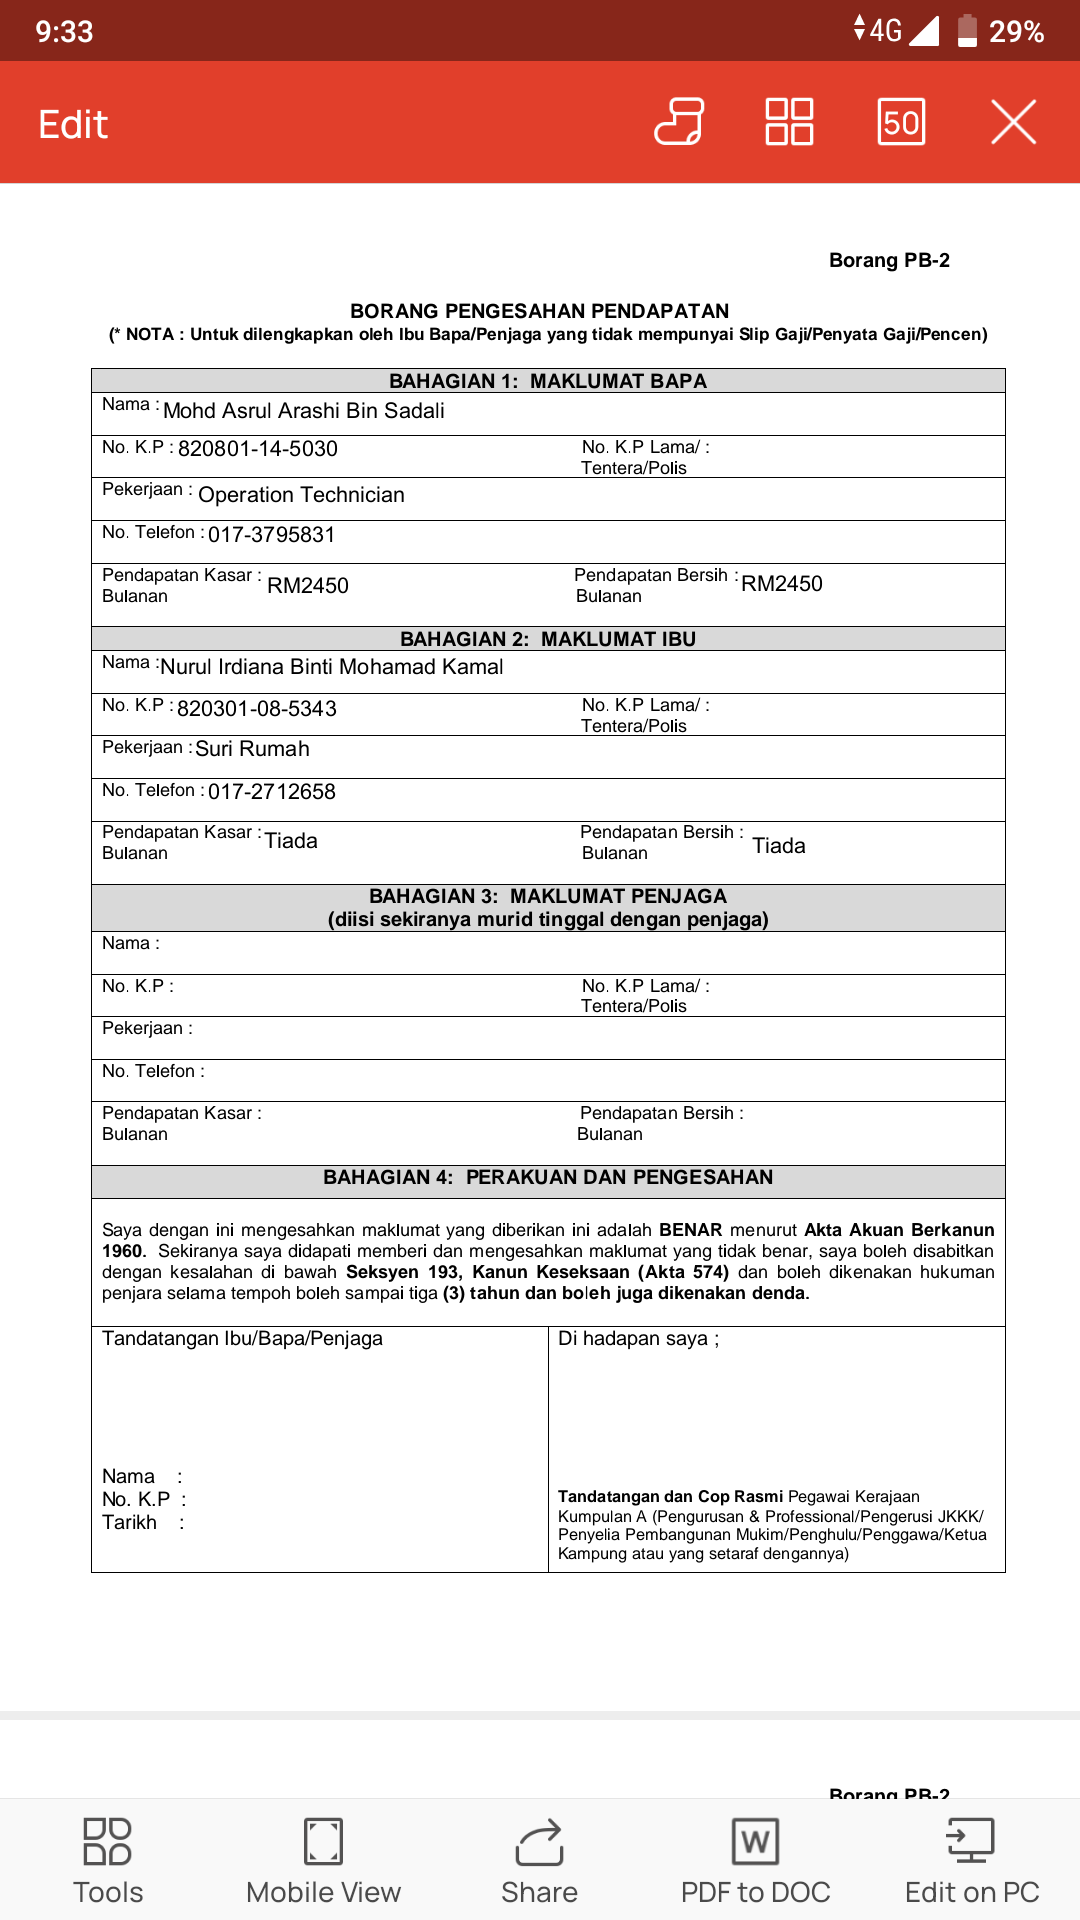 9:33 4G 29%
Edit 50
Borang PB-2
BORANG PENGESAHAN PENDAPATAN
(* NOTA : Untuk dilengkapkan oleh Ibu Bapa/Penjaga yang tidak mempunyai Slip Gaji/Penyata Gaji/Pencen)
BAHAGIAN 1: MAKLUMAT BAPA
Nama : Mohd Asrul Arashi Bin Sadali
No. K.P : 820801-14-5030 No. K.P Lama/ :
Tentera/Polis
Pekerjaan : Operation Technician
No. Telefon : 017-3795831
Pendapatan Kasar : RM2450 Pendapatan Bersih : RM2450
Bulanan Bulanan
BAHAGIAN 2: MAKLUMAT IBU
Nama : Nurul Irdiana Binti Mohamad Kamal
No. K.P : 820301-08-5343 No. K.P Lama/ :
Tentera/Polis
Pekerjaan : Suri Rumah
No. Telefon : 017-2712658
Pendapatan Kasar : Tiada Pendapatan Bersih : Tiada
Bulanan Bulanan
BAHAGIAN 3: MAKLUMAT PENJAGA
(diisi sekiranya murid tinggal dengan penjaga)
Nama :
No. K.P : No. K.P Lama/ :
Tentera/Polis
Pekerjaan :
No. Telefon :
Pendapatan Kasar : Pendapatan Bersih :
Bulanan Bulanan
BAHAGIAN 4: PERAKUAN DAN PENGESAHAN
Saya dengan ini mengesahkan maklumat yang diberikan ini adalah BENAR menurut Akta Akuan Berkanun
1960. Sekiranya saya didapati memberi dan mengesahkan maklumat yang tidak benar, saya boleh disabitkan
dengan kesalahan di bawah Seksyen 193, Kanun Keseksaan (Akta 574) dan boleh dikenakan hukuman
penjara selama tempoh boleh sampai tiga (3) tahun dan boleh juga dikenakan denda.
Tandatangan Ibu/Bapa/Penjaga
Nama :
No. K.P :
Tarikh :
Di hadapan saya ;
Tandatangan dan Cop Rasmi Pegawai Kerajaan
Kumpulan A (Pengurusan & Professional/Pengerusi JKKK/
Penyelia Pembangunan Mukim/Penghulu/Penggawa/Ketua
Kampung atau yang setaraf dengannya)
Borang PB-2
W
Tools Mobile View Share PDF to DOC Edit on PC